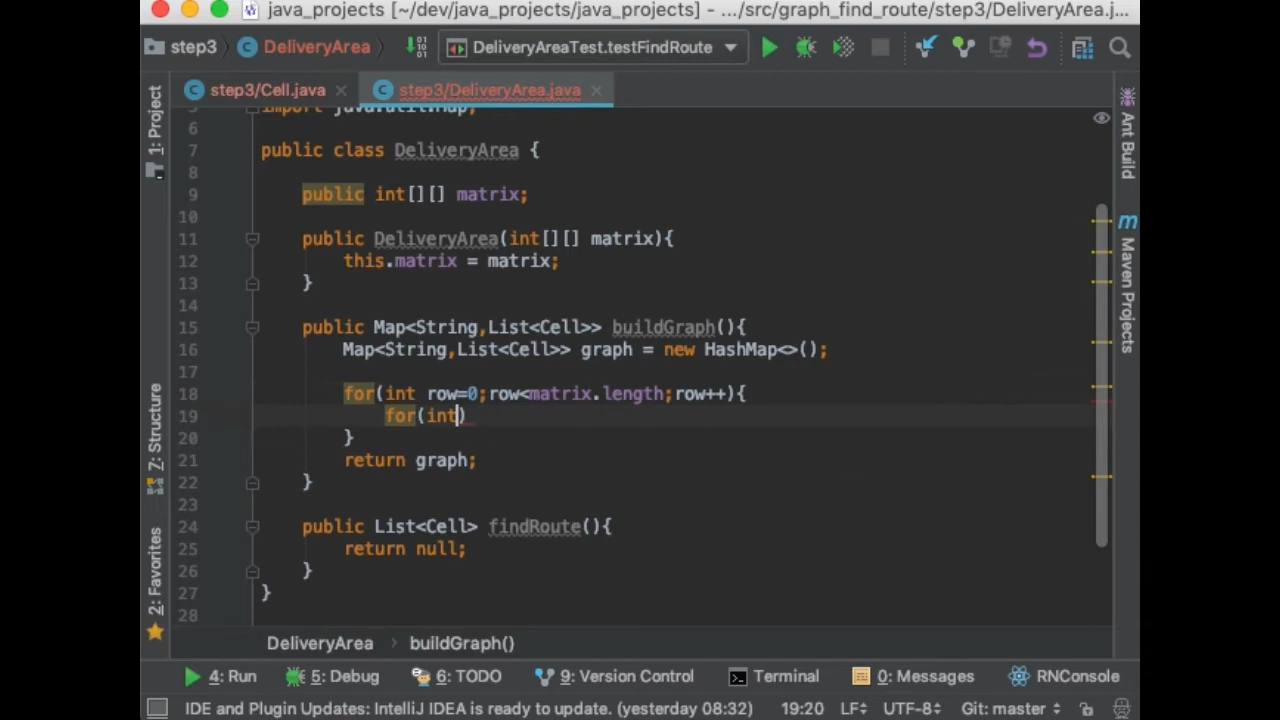 java_projects [~/dev/java_projects/java_projects] - .../src/graph_find_route/step3/DeliveryArea.j...
step3 DeliveryArea DeliveryAreaTest.testFindRoute
step3/Cell.java step3/DeliveryArea.java
1: Project
7: Structure
2: Favorites
5 import java.util.Map;
6
7 public class DeliveryArea {
8
9 public int[][] matrix;
10
11 public DeliveryArea(int[][] matrix){
12 this.matrix = matrix;
13 }
14
15 public Map<String,List<Cell>> buildGraph(){
16 Map<String,List<Cell>> graph = new HashMap<>();
17
18 for(int row=0;row<matrix.length;row++){
19 for(int)
20 }
21 return graph;
22 }
23
24 public List<Cell> findRoute(){
25 return null;
26 }
27 }
28
Ant Build
Maven Projects
DeliveryArea buildGraph()
4: Run 5: Debug 6: TODO 9: Version Control Terminal 0: Messages RNConsole
IDE and Plugin Updates: IntelliJ IDEA is ready to update. (yesterday 08:32) 19:20 LF UTF-8 Git: master